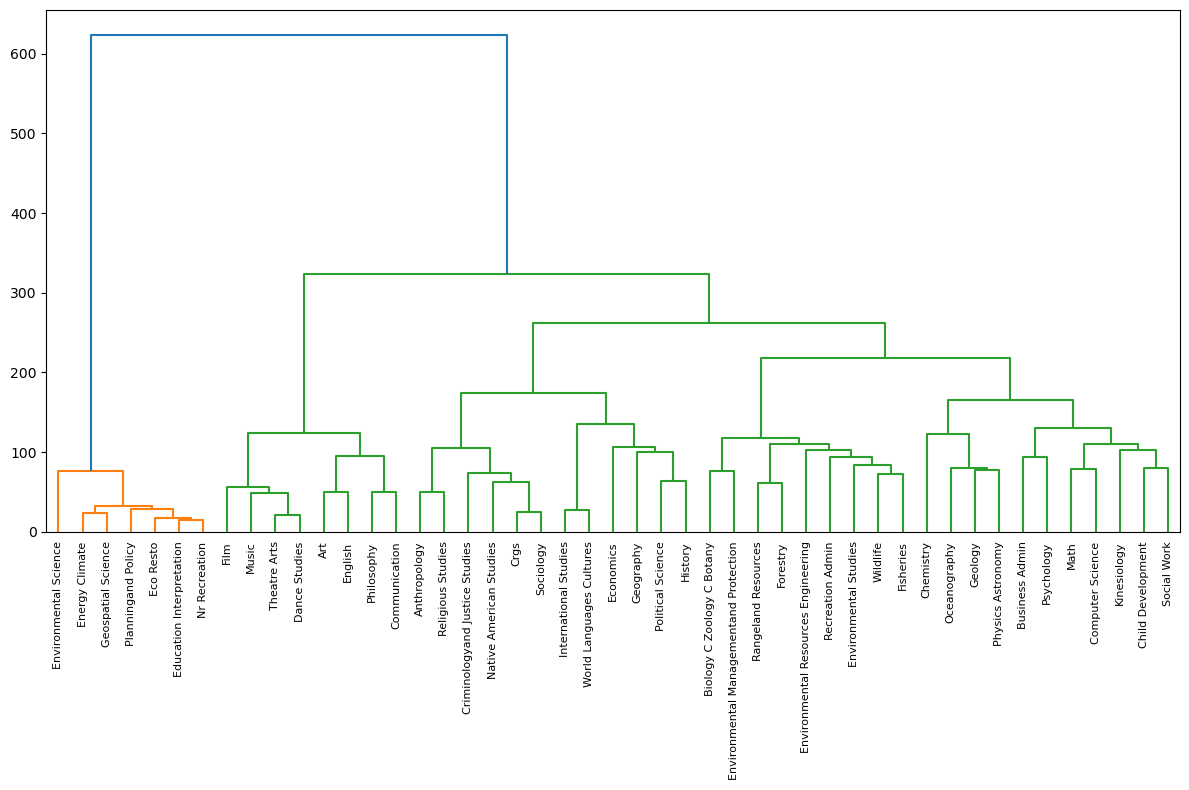 600
500
400
300
200
100
0
Environmental Science
Energy Climate
Geospatial Science
Planningand Policy
Eco Resto
Education Interpretation
Nr Recreation
Film
Music
Theatre Arts
Dance Studies
Art
English
Philosophy
Communication
Anthropology
Religious Studies
Criminologyand Justice Studies
Native American Studies
Crgs
Sociology
International Studies
World Languages Cultures
Economics
Geography
Political Science
History
Biology C Zoology C Botany
Environmental Managementand Protection
Rangeland Resources
Forestry
Environmental Resources Engineering
Recreation Admin
Environmental Studies
Wildlife
Fisheries
Chemistry
Oceanography
Geology
Physics Astronomy
Business Admin
Psychology
Math
Computer Science
Kinesiology
Child Development
Social Work